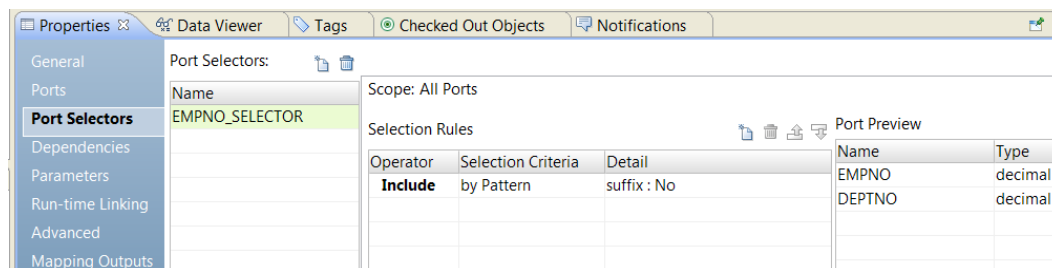 Properties Data Viewer Tags Checked Out Objects Notifications
General
Ports
Port Selectors
Dependencies
Parameters
Run-time Linking
Advanced
Mapping Outputs
Port Selectors:
Name
EMPNO_SELECTOR
Scope: All Ports
Selection Rules
Operator Selection Criteria Detail
Include by Pattern suffix : No
Port Preview
Name Type
EMPNO decimal
DEPTNO decimal